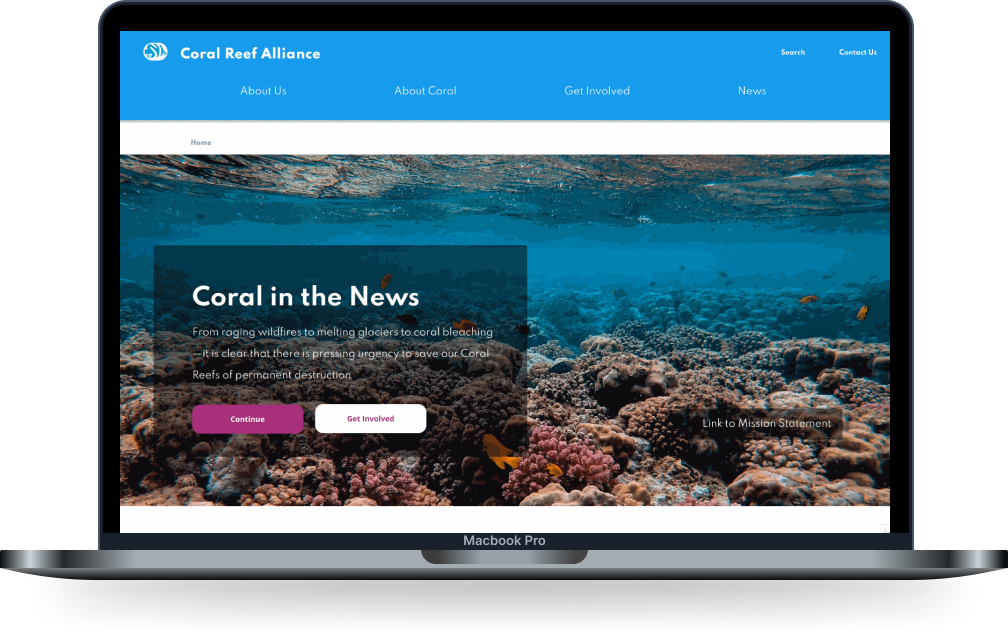 Coral Reef Alliance
Search
Contact Us
About Us
About Coral
Get Involved
News
Home
Coral in the News
From raging wildfires to melting glaciers to coral bleaching
—it is clear that there is pressing urgency to save our Coral
Reefs of permanent destruction
Continue
Get Involved
Link to Mission Statement
Macbook Pro